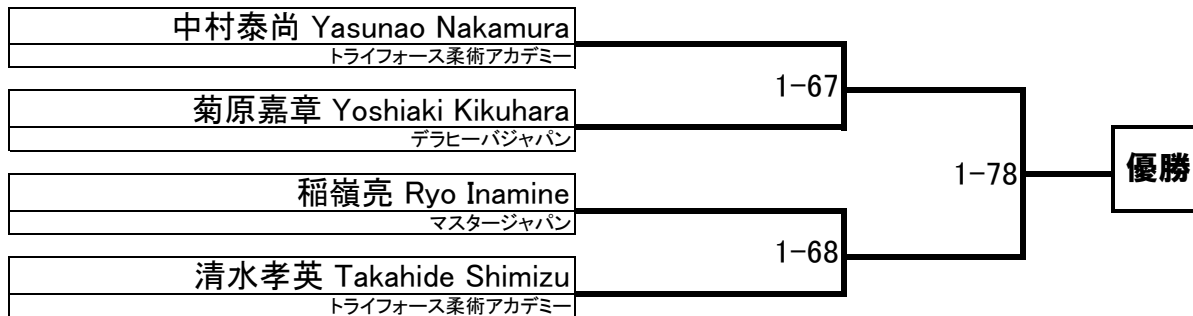 中村泰尚 Yasunao Nakamura
トライフォース柔術アカデミー
1-67
菊原嘉章 Yoshiaki Kikuhara
デラヒーバジャパン
1-78
優勝
稲嶺亮 Ryo Inamine
マスタージャパン
1-68
清水孝英 Takahide Shimizu
トライフォース柔術アカデミー